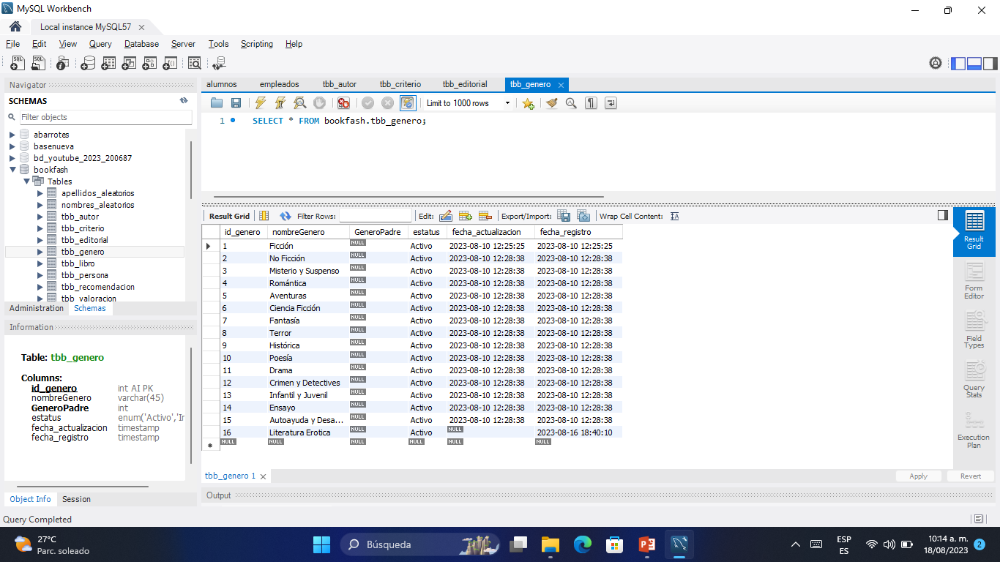 MySQL Workbench
Local instance MySQL57
File Edit View Query Database Server Tools Scripting Help
Navigator
SCHEMAS
Filter objects
abarrotes
basenueva
bd_youtube_2023_200687
bookfash
Tables
apellidos_aleatorios
nombres_aleatorios
tbb_autor
tbb_criterio
tbb_editorial
tbb_genero
tbb_libro
tbb_persona
tbb_recomendacion
tbb_valoracion
Administration Schemas
Information
Table: tbb_genero
Columns:
id_genero int AI PK
nombreGenero varchar(45)
GeneroPadre int
estatus enum('Activo','In
fecha_actualizacion timestamp
fecha_registro timestamp
Object Info Session
Query Completed
alumnos empleados tbb_autor tbb_criterio tbb_editorial tbb_genero
Limit to 1000 rows
1 SELECT * FROM bookfash.tbb_genero;
Result Grid Filter Rows: Edit: Export/Import: Wrap Cell Content: IA
id_genero nombreGenero GeneroPadre estatus fecha_actualizacion fecha_registro
1 Ficción NULL Activo 2023-08-10 12:25:25 2023-08-10 12:25:25
2 No Ficción NULL Activo 2023-08-10 12:28:38 2023-08-10 12:28:38
3 Misterio y Suspenso NULL Activo 2023-08-10 12:28:38 2023-08-10 12:28:38
4 Romántica NULL Activo 2023-08-10 12:28:38 2023-08-10 12:28:38
5 Aventuras NULL Activo 2023-08-10 12:28:38 2023-08-10 12:28:38
6 Ciencia Ficción NULL Activo 2023-08-10 12:28:38 2023-08-10 12:28:38
7 Fantasía NULL Activo 2023-08-10 12:28:38 2023-08-10 12:28:38
8 Terror NULL Activo 2023-08-10 12:28:38 2023-08-10 12:28:38
9 Histórica NULL Activo 2023-08-10 12:28:38 2023-08-10 12:28:38
10 Poesía NULL Activo 2023-08-10 12:28:38 2023-08-10 12:28:38
11 Drama NULL Activo 2023-08-10 12:28:38 2023-08-10 12:28:38
12 Crimen y Detectives NULL Activo 2023-08-10 12:28:38 2023-08-10 12:28:38
13 Infantil y Juvenil NULL Activo 2023-08-10 12:28:38 2023-08-10 12:28:38
14 Ensayo NULL Activo 2023-08-10 12:28:38 2023-08-10 12:28:38
15 Autoayuda y Desa... NULL Activo 2023-08-10 12:28:38 2023-08-10 12:28:38
16 Literatura Erotica NULL Activo NULL 2023-08-16 18:40:10
NULL NULL NULL NULL NULL NULL
Result
Grid
Form
Editor
Field
Types
Query
Stats
Execution
Plan
tbb_genero 1
Apply Revert
Output
27°C
Parc. soleado
Búsqueda
ESP
ES
10:14 a. m.
18/08/2023
2